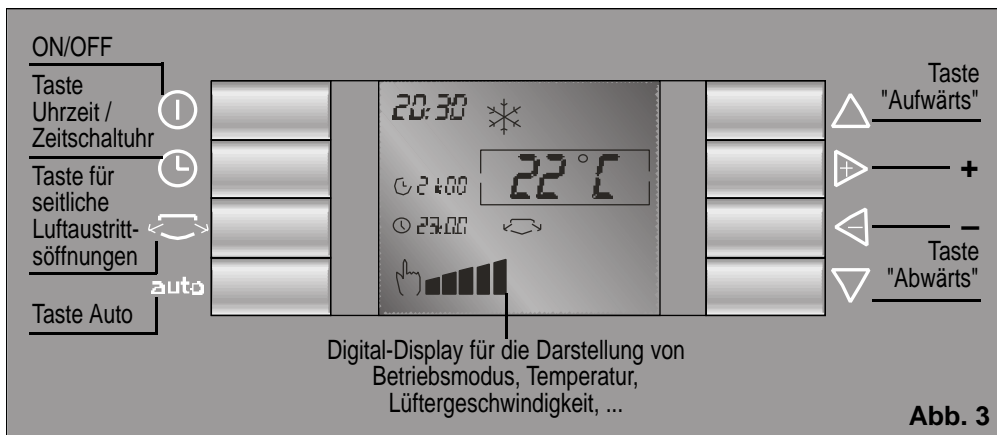 ON/OFF
Taste
Uhrzeit /
Zeitschaltuhr
Taste für
seitliche
Luftaustritt-
söffnungen
auto
Taste Auto
20:30
22°C
21:00
23:00
Taste
"Aufwärts"
+
–
Taste
"Abwärts"
Digital-Display für die Darstellung von
Betriebsmodus, Temperatur,
Lüftergeschwindigkeit, ...
Abb. 3